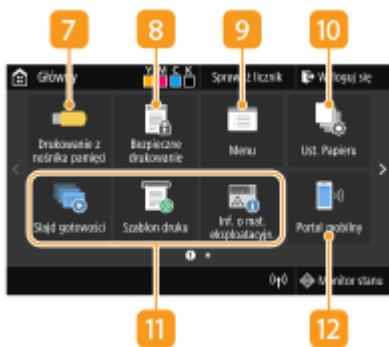 7 8 9 10
Główny Y M C K Sprawdź licznik Wyloguj się
Drukowanie z nośnika pamięci
Bezpieczne drukowanie
Menu
Ust. Papieru
Slajd gotowości
Szablon druku
Inf. o mat. eksploatacyjn.
Portal mobilny
1
Monitor stanu
11 12